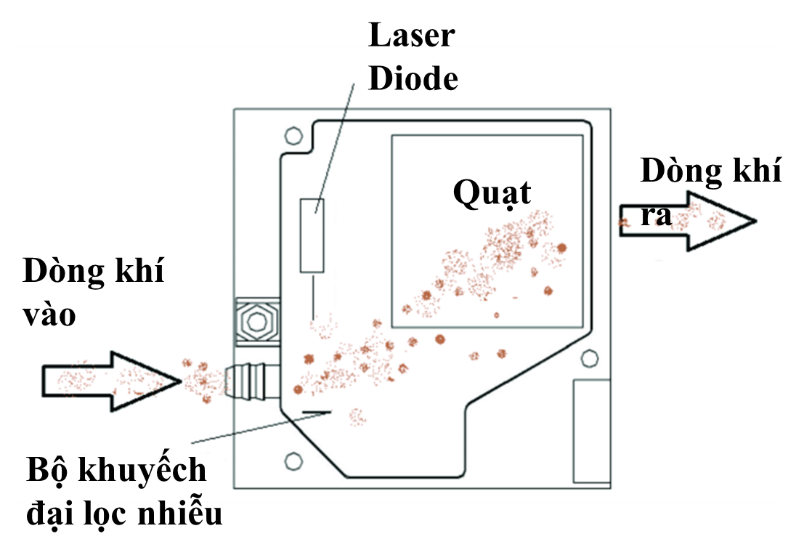 Laser
Diode
Quạt
Dòng khí
ra
Dòng khí
vào
Bộ khuyếch
đại lọc nhiễu